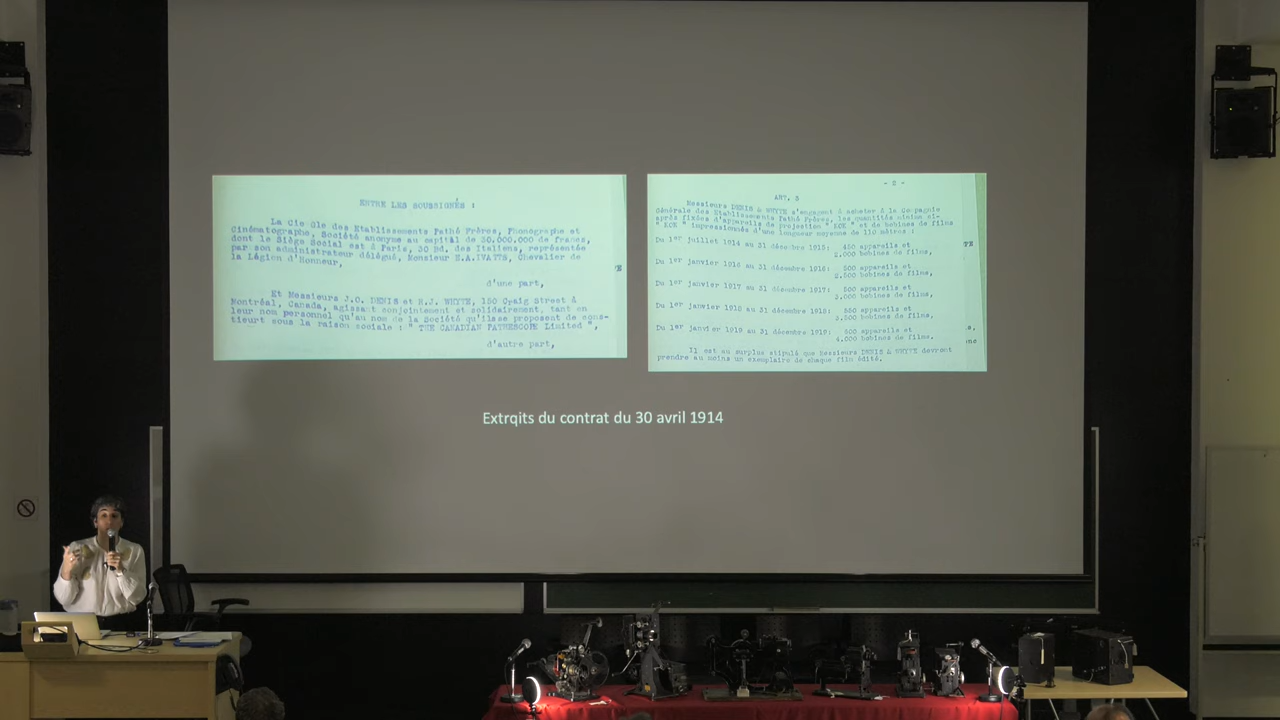 ENTRE LES SOUSSIGNÉS :
La Cie Gle des Etablissements Pathé Frères, Phonographe et
Cinématographe, Société anonyme au capital de 30.000.000 de francs,
dont le Siège Social est à Paris, 30 Bd. des Italiens, représentée
par son administrateur délégué, Monsieur E.A.IVATTS, Chevalier de
la Légion d'Honneur,
d'une part,
Et Messieurs J.O. DENIS et R.J. WHYTE, 150 Craig Street à
Montréal, Canada, agissant conjointement et solidairement, tant en
leur nom personnel qu'au nom de la Société qu'ils se proposent de cons-
tituer sous la raison sociale : " THE CANADIAN PATHESCOPE Limited ",
d'autre part,
- 2 -
ART. 3
Messieurs DENIS & WHYTE s'engagent à acheter à la Compagnie
Générale des Etablissements Pathé Frères, les quantités minima ci-
après fixées d'appareils de projection " KOK " et de bobines de films
" KOK " impressionnés d'une longueur moyenne de 110 mètres :
Du 1er juillet 1914 au 31 décembre 1915: 450 appareils et
2.000 bobines de films,
Du 1er janvier 1916 au 31 décembre 1916: 500 appareils et
2.500 bobines de films,
Du 1er janvier 1917 au 31 décembre 1917: 500 appareils et
bobines de films,
Du 1er janvier 1918 au 31 décembre 1918: appareils et
bobines de films,
Du 1er janvier 1919 au 31 décembre 1919: 500 appareils et
4.000 bobines de films.
Il est au surplus stipulé que Messieurs DENIS & WHYTE devront
prendre au moins un exemplaire de chaque film édité.
Extrqits du contrat du 30 avril 1914